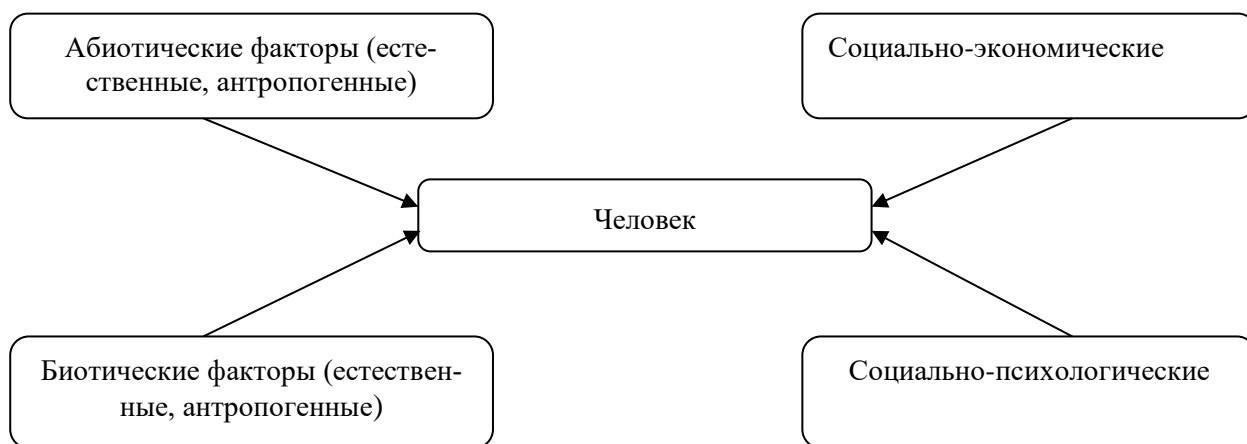 Абиотические факторы (есте-
ственные, антропогенные)
Социально-экономические
Человек
Биотические факторы (естествен-
ные, антропогенные)
Социально-психологические